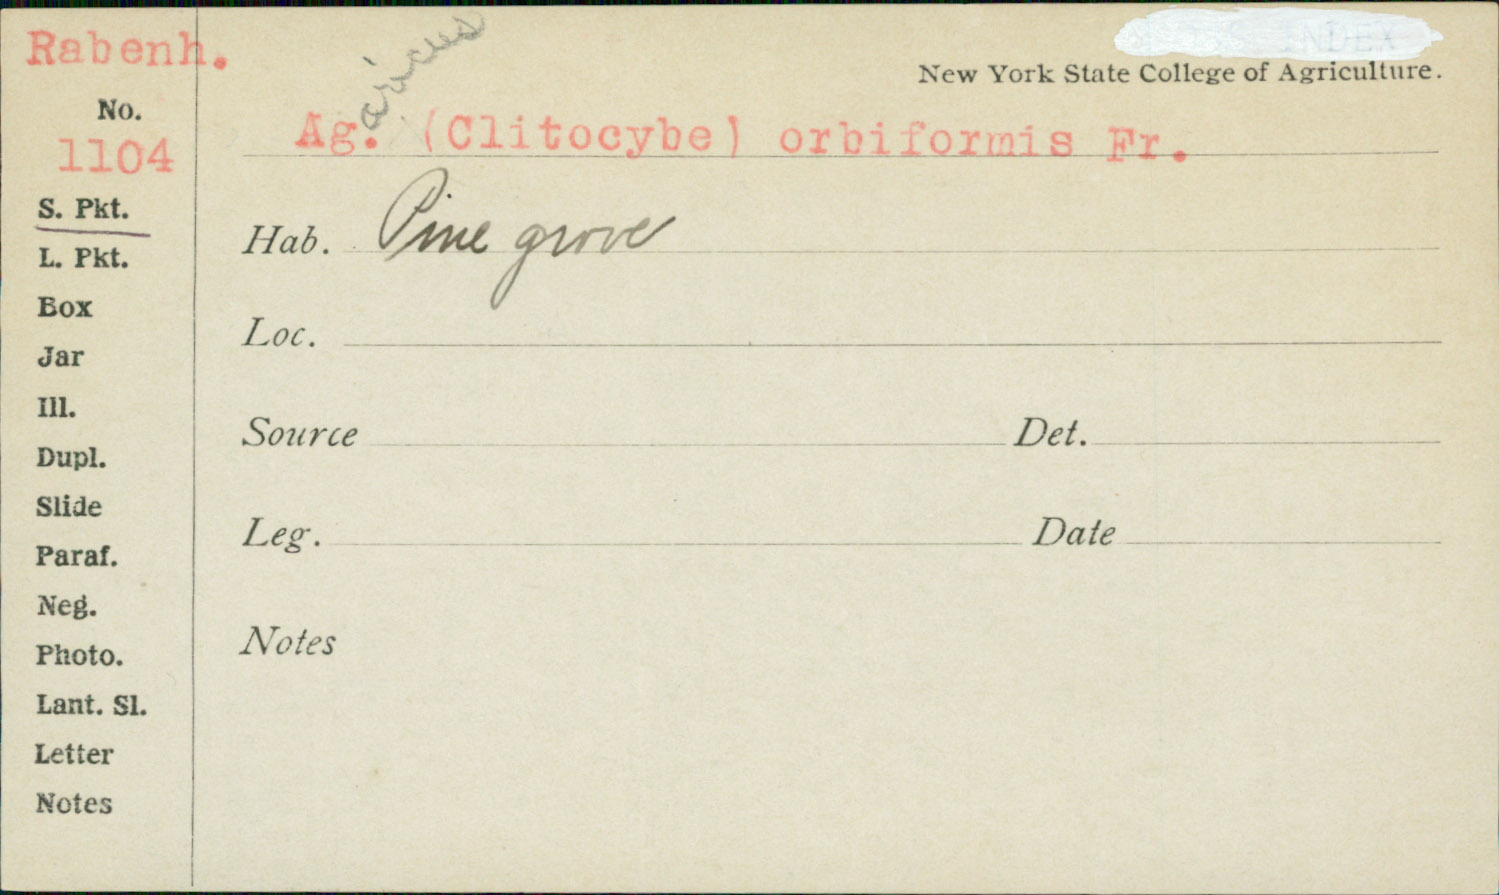 Rabenh.
No.
1104
S. Pkt.
L. Pkt.
Box
Jar
Ill.
Dupl.
Slide
Paraf.
Neg.
Photo.
Lant. Sl.
Letter
Notes
INDEX
New York State College of Agriculture.
aricus
Ag. (Clitocybe) orbiformis Fr.
Hab. Pine grove
Loc.
Source Det.
Leg. Date
Notes